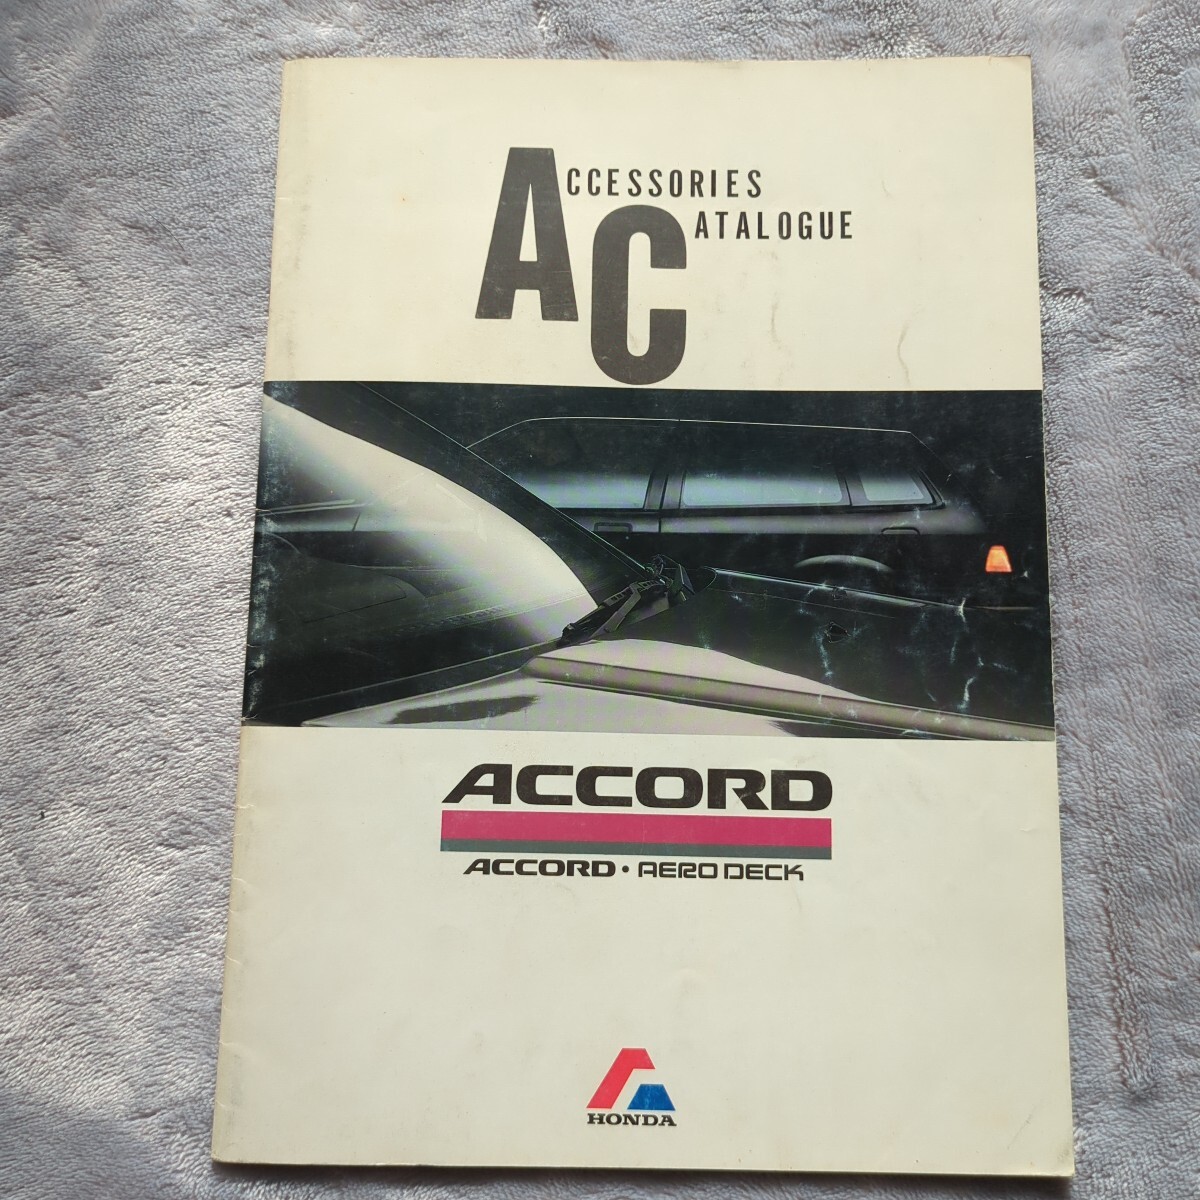 ACCESSORIES
CATALOGUE
ACCORD
ACCORD • AERO DECK
HONDA